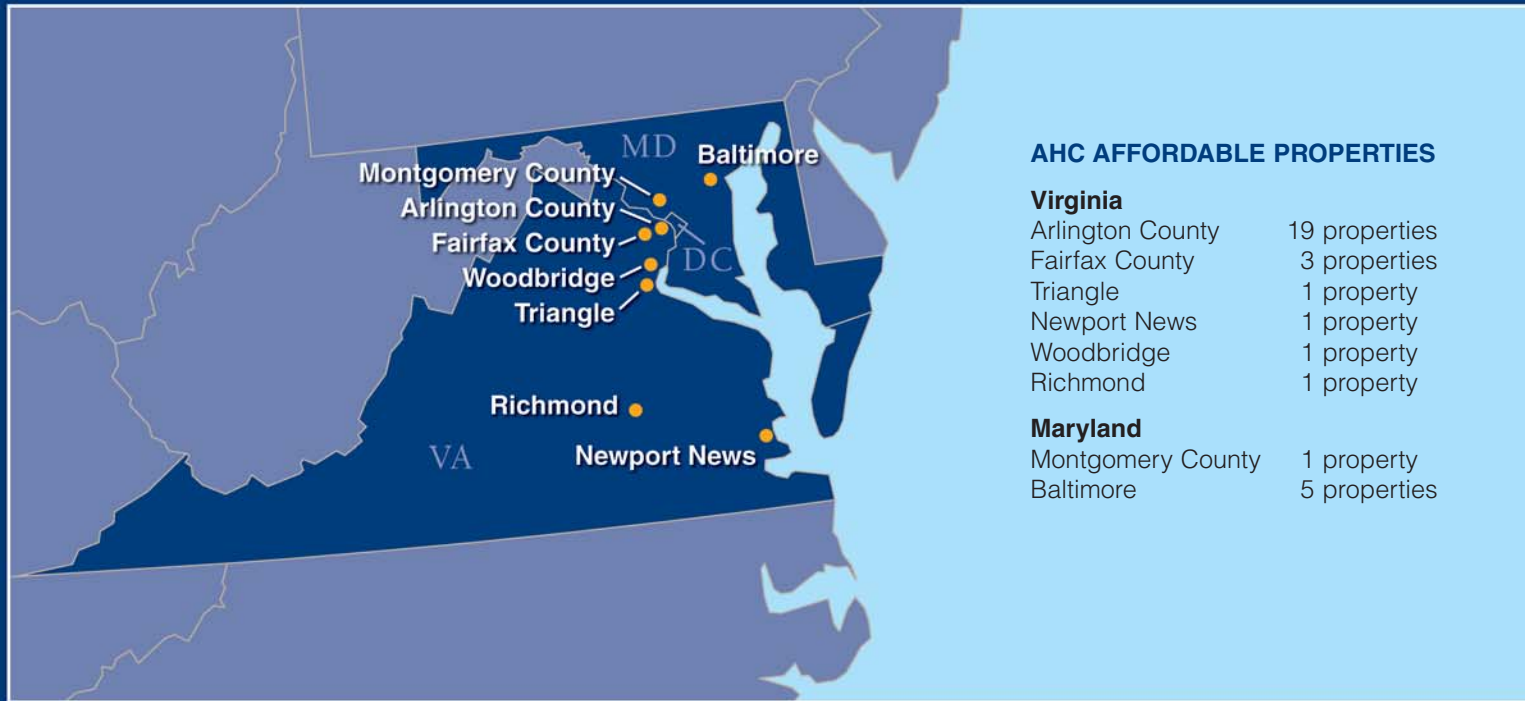 MD
Baltimore
Montgomery County
Arlington County
Fairfax County
DC
Woodbridge
Triangle
Richmond
VA
Newport News
AHC AFFORDABLE PROPERTIES
Virginia
Arlington County 19 properties
Fairfax County 3 properties
Triangle 1 property
Newport News 1 property
Woodbridge 1 property
Richmond 1 property
Maryland
Montgomery County 1 property
Baltimore 5 properties